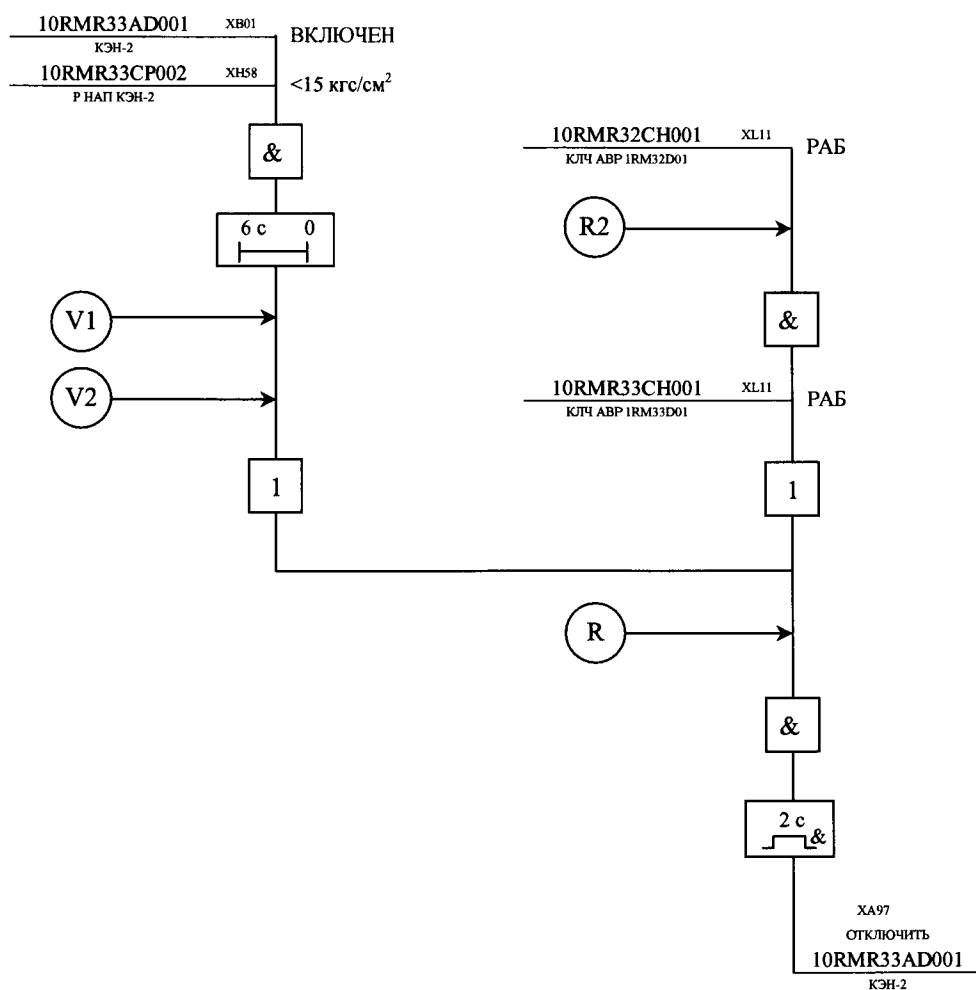 10RMR33AD001 XB01 ВКЛЮЧЕН
КЭН-2
10RMR33CP002 XH58 <15 кгс/см²
Р НАП КЭН-2
&
6 с 0
V1
V2
1
10RMR32CH001 XL11 РАБ
КЛЧ АВР 1RM32D01
R2
&
10RMR33CH001 XL11 РАБ
КЛЧ АВР 1RM33D01
1
R
&
2 с
&
XA97
ОТКЛЮЧИТЬ
10RMR33AD001
КЭН-2